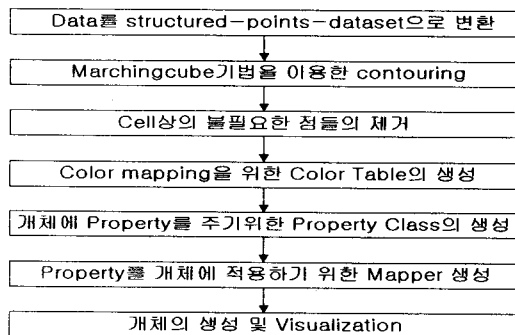 Data를 structured-points-dataset으로 변환
Marchingcube기법을 이용한 contouring
Cell상의 불필요한 점들의 제거
Color mapping을 위한 Color Table의 생성
개체에 Property를 주기위한 Property Class의 생성
Property를 개체에 적용하기 위한 Mapper 생성
개체의 생성 및 Visualization